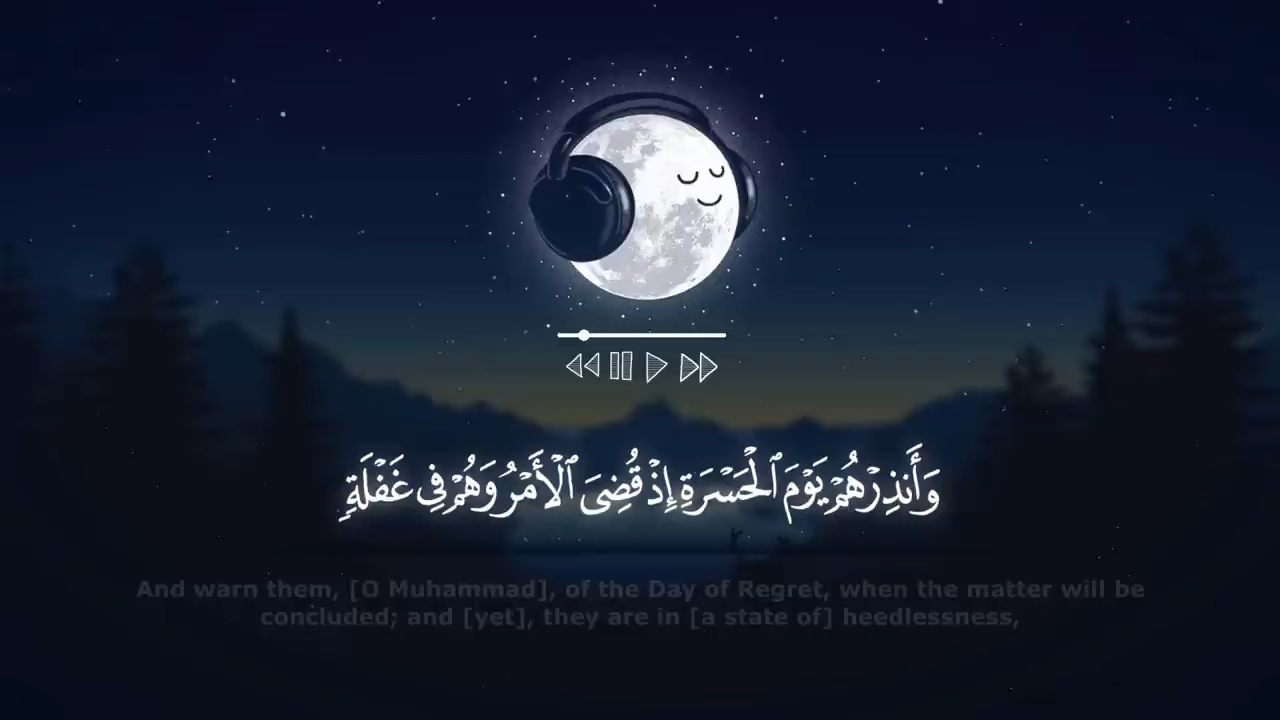 وَأَنذِرْهُمْ يَوْمَ ٱلْحَسْرَةِ إِذْ قُضِىَ ٱلْأَمْرُ وَهُمْ فِى غَفْلَةٍ
And warn them, [O Muhammad], of the Day of Regret, when the matter will be
concluded; and [yet], they are in [a state of] heedlessness,